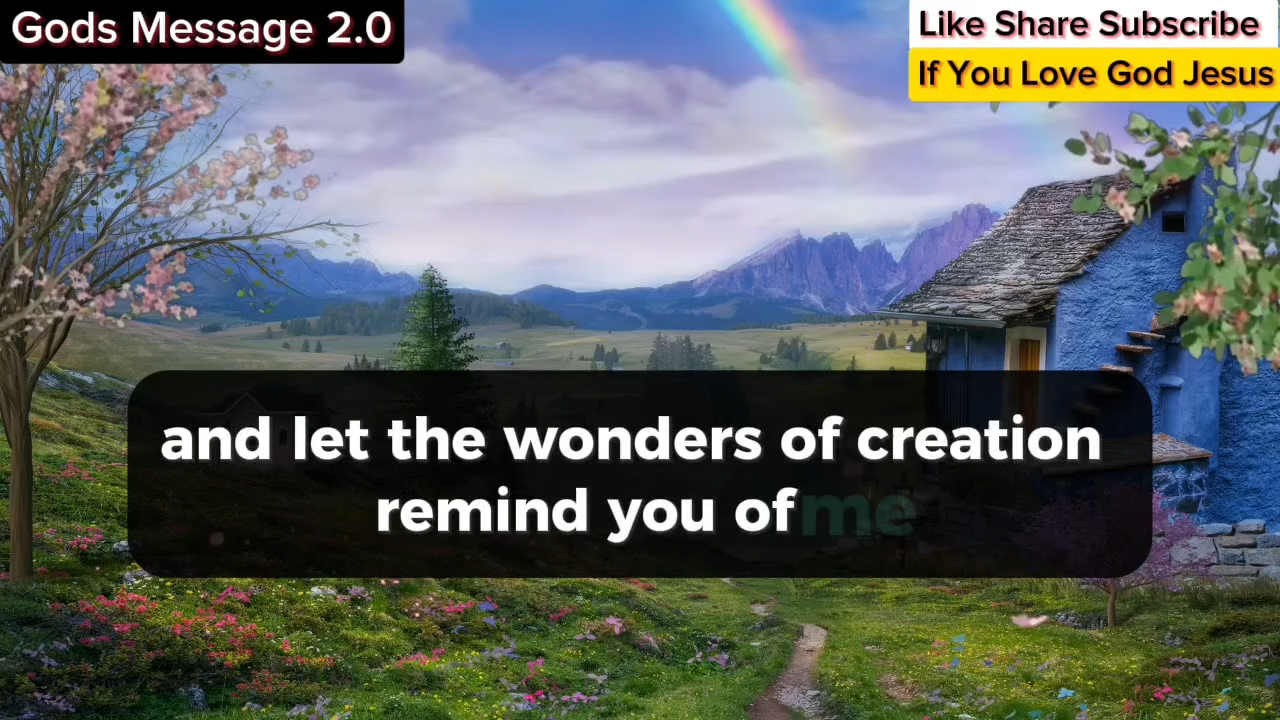 Gods Message 2.0
Like Share Subscribe
If You Love God Jesus
and let the wonders of creation
remind you of me